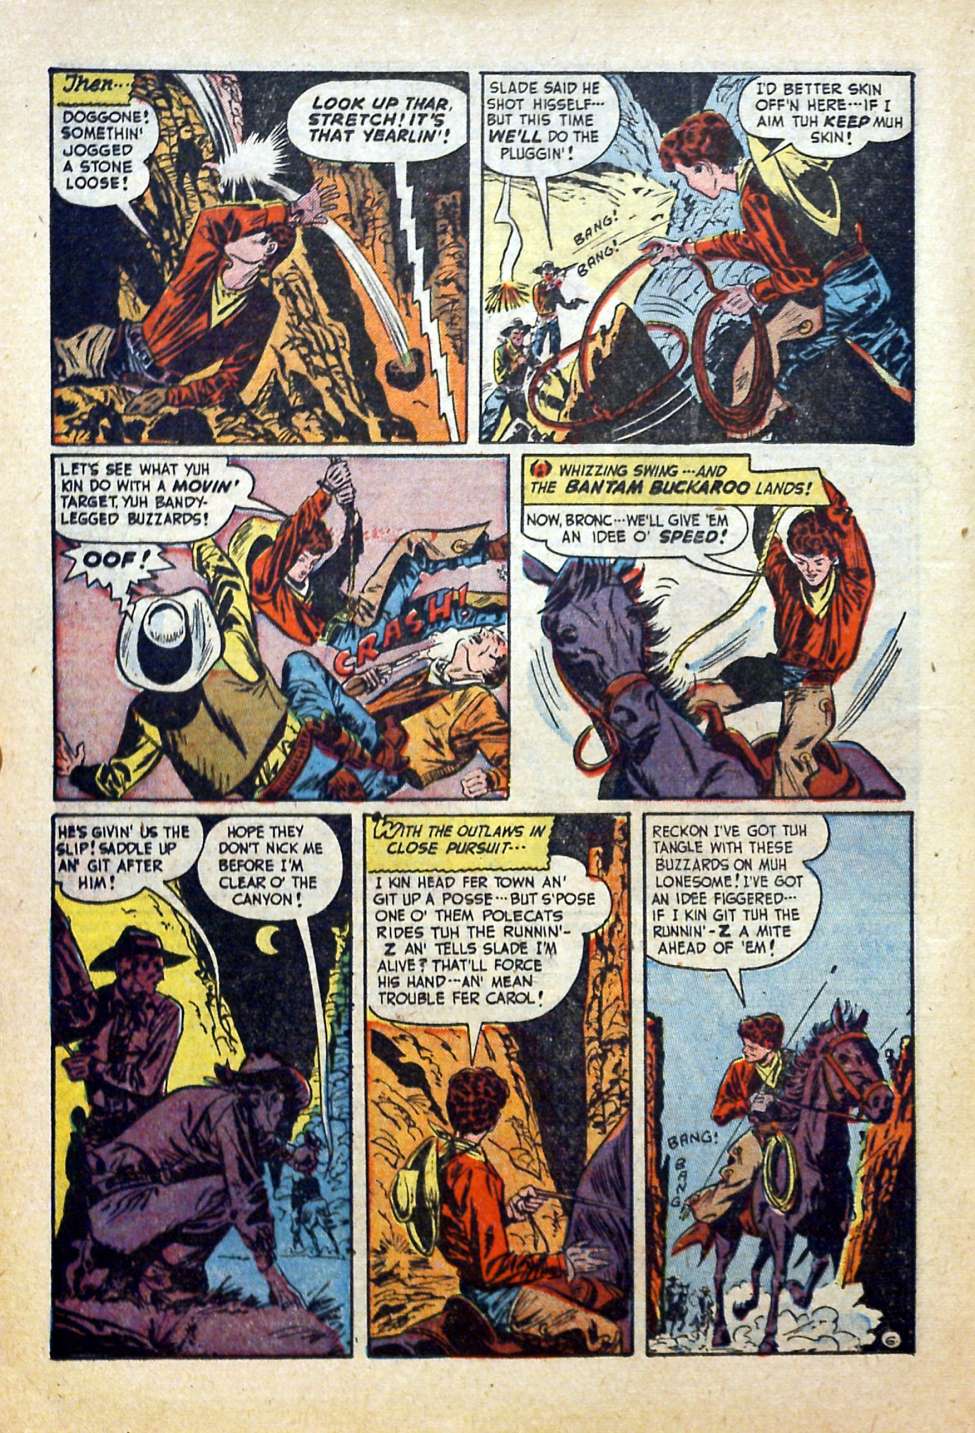 Then...
DOGGONE!
SOMETHIN'
JOGGED
A STONE
LOOSE!
LOOK UP THAR,
STRETCH! IT'S
THAT YEARLIN'!
SLADE SAID HE
SHOT HISSELF---
BUT THIS TIME
WE'LL DO THE
PLUGGIN'!
I'D BETTER SKIN
OFF'N HERE---IF I
AIM TUH KEEP MUH
SKIN!
BANG!
BANG!
LET'S SEE WHAT YUH
KIN DO WITH A MOVIN'
TARGET, YUH BANDY-
LEGGED BUZZARDS!
OOF!
CRASH!
A WHIZZING SWING---AND
THE BANTAM BUCKAROO LANDS!
NOW, BRONC---WE'LL GIVE 'EM
AN IDEE O' SPEED!
HE'S GIVIN' US THE
SLIP! SADDLE UP
AN' GIT AFTER
HIM!
HOPE THEY
DON'T NICK ME
BEFORE I'M
CLEAR O' THE
CANYON!
WITH THE OUTLAWS IN
CLOSE PURSUIT---
I KIN HEAD FER TOWN AN'
GIT UP A POSSE---BUT S'POSE
ONE O' THEM POLECATS
RIDES TUH THE RUNNIN'-
Z AN' TELLS SLADE I'M
ALIVE? THAT'LL FORCE
HIS HAND---AN' MEAN
TROUBLE FER CAROL!
RECKON I'VE GOT TUH
TANGLE WITH THESE
BUZZARDS ON MUH
LONESOME! I'VE GOT
AN IDEE FIGGERED---
IF I KIN GIT TUH THE
RUNNIN'-Z A MITE
AHEAD OF 'EM!
BANG!
BANG
6